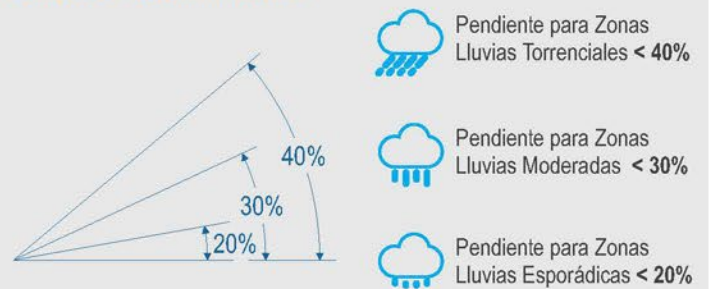 40%
30%
20%
Pendiente para Zonas
Lluvias Torrenciales < 40%
Pendiente para Zonas
Lluvias Moderadas < 30%
Pendiente para Zonas
Lluvias Esporádicas < 20%